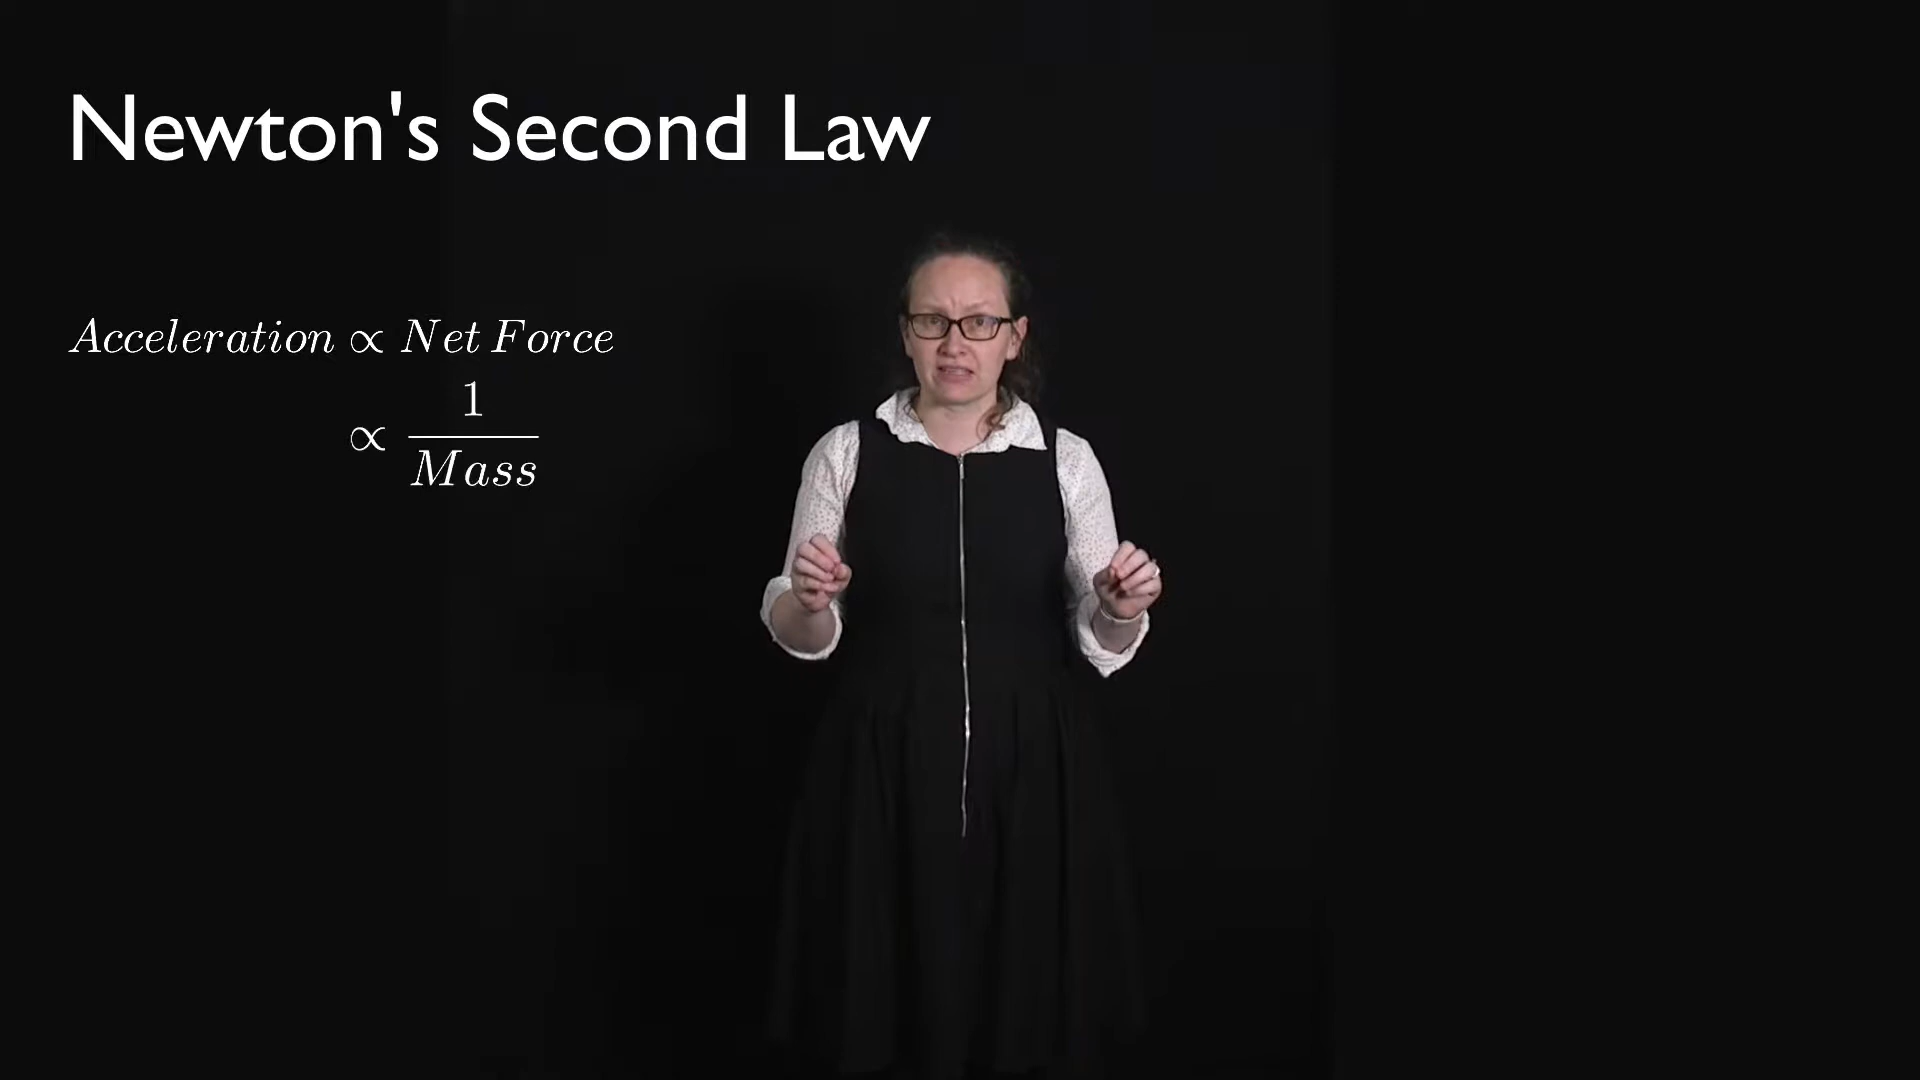 Newton's Second Law
Acceleration ∝ Net Force
∝ 1/Mass